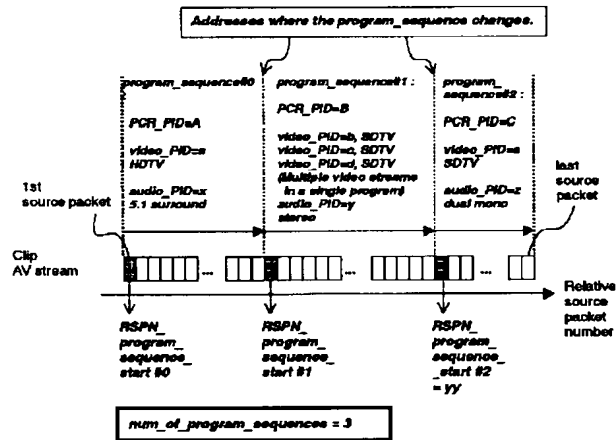 Addresses where the program_sequence changes.
program_sequence#0
PCR_PID=A
video_PID=a
HDTV
audio_PID=x
5.1 surround
program_sequence#1 :
PCR_PID=B
video_PID=b, SDTV
video_PID=c, SDTV
video_PID=d, SDTV
(Multiple video streams
in a single program)
audio_PID=y
stereo
program_
sequence#2 :
PCR_PID=C
video_PID=a
SDTV
audio_PID=z
dual mono
1st
source packet
last
source
packet
Clip
AV stream
...
...
...
Relative
source
packet
number
RSPN_
program_
sequence_
start #0
RSPN_
program_
sequence_
start #1
RSPN_
program_
sequence_
_start #2
= yy
num_of_program_sequences = 3